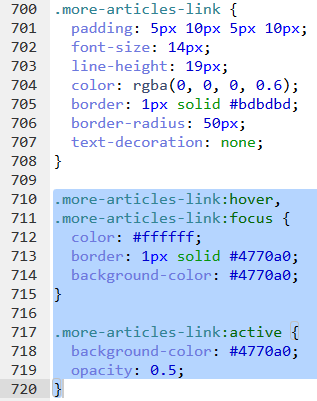 700 .more-articles-link {
701 padding: 5px 10px 5px 10px;
702 font-size: 14px;
703 line-height: 19px;
704 color: rgba(0, 0, 0, 0.6);
705 border: 1px solid #bdbdbd;
706 border-radius: 50px;
707 text-decoration: none;
708 }
709
710 .more-articles-link:hover,
711 .more-articles-link:focus {
712 color: #ffffff;
713 border: 1px solid #4770a0;
714 background-color: #4770a0;
715 }
716
717 .more-articles-link:active {
718 background-color: #4770a0;
719 opacity: 0.5;
720 }